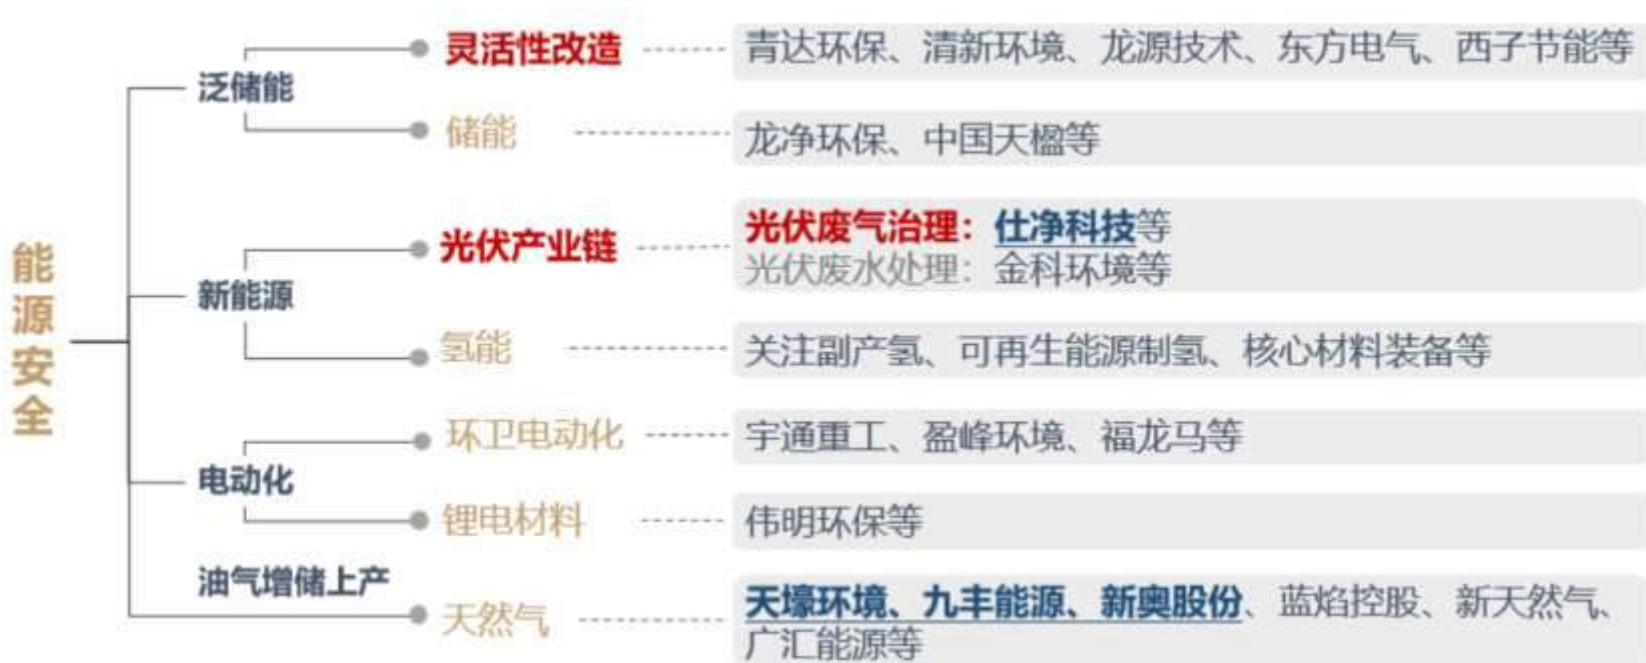 能源安全
泛储能
灵活性改造
青达环保、清新环境、龙源技术、东方电气、西子节能等
储能
龙净环保、中国天楹等
新能源
光伏产业链
光伏废气治理：仕净科技等
光伏废水处理：金科环境等
氢能
关注副产氢、可再生能源制氢、核心材料装备等
电动化
环卫电动化
宇通重工、盈峰环境、福龙马等
锂电材料
伟明环保等
油气增储上产
天然气
天壕环境、九丰能源、新奥股份、蓝焰控股、新天然气、
广汇能源等